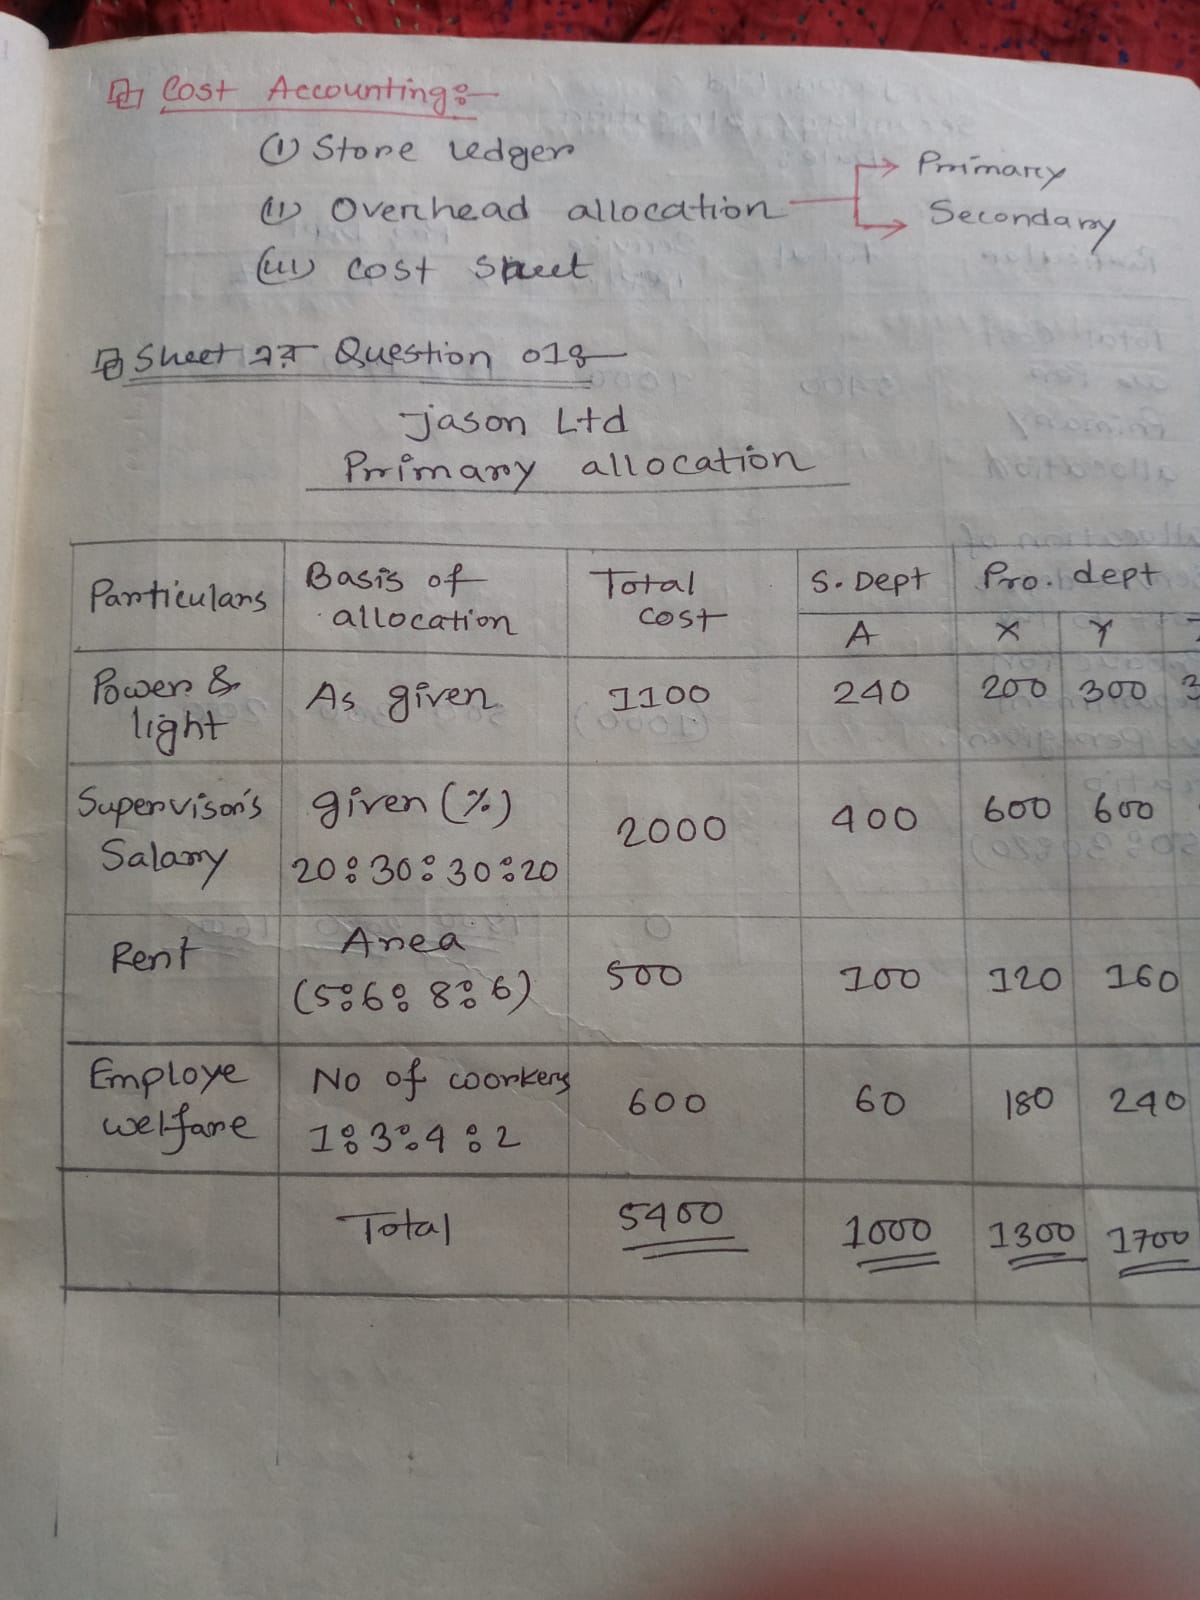 Cost Accounting:-
(i) Store ledger
(ii) Overhead allocation → Primary
→ Secondary
(iii) Cost Sheet
Sheet এর Question 01:-
Jason Ltd
Primary allocation
Particulars Basis of allocation Total cost S. Dept Pro. dept
A X Y
Power & light As given 1100 240 200 300 3
Supervisor's Salary given (%) 20:30:30:20 2000 400 600 600
Rent Area (5:6:8:6) 500 100 120 160
Employe welfare No of workers 1:3:4:2 600 60 180 240
Total 5400 1000 1300 1700